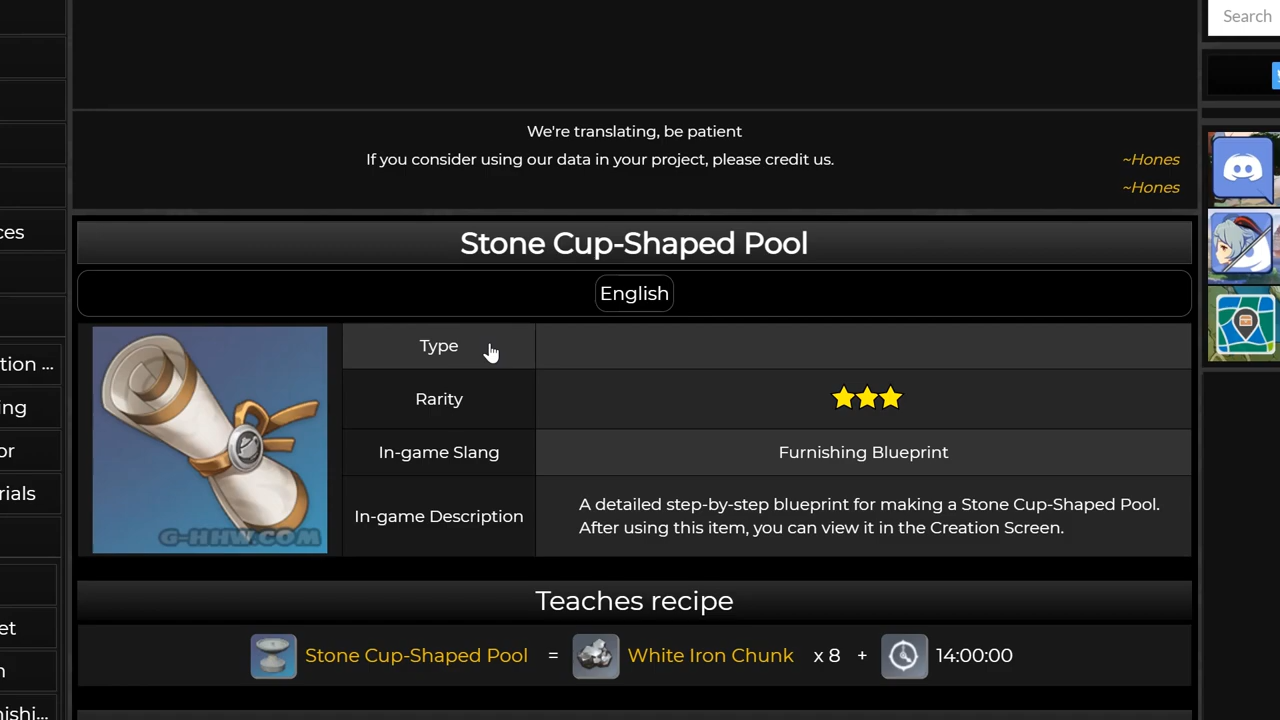 Search
We're translating, be patient
If you consider using our data in your project, please credit us.
~Hones
~Hones
ces
Stone Cup-Shaped Pool
English
Type
tion ...
Rarity
ing
or
In-game Slang
Furnishing Blueprint
rials
In-game Description
A detailed step-by-step blueprint for making a Stone Cup-Shaped Pool.
After using this item, you can view it in the Creation Screen.
G-HHW.COM
Teaches recipe
et
Stone Cup-Shaped Pool = White Iron Chunk x 8 + 14:00:00
n
nishi...